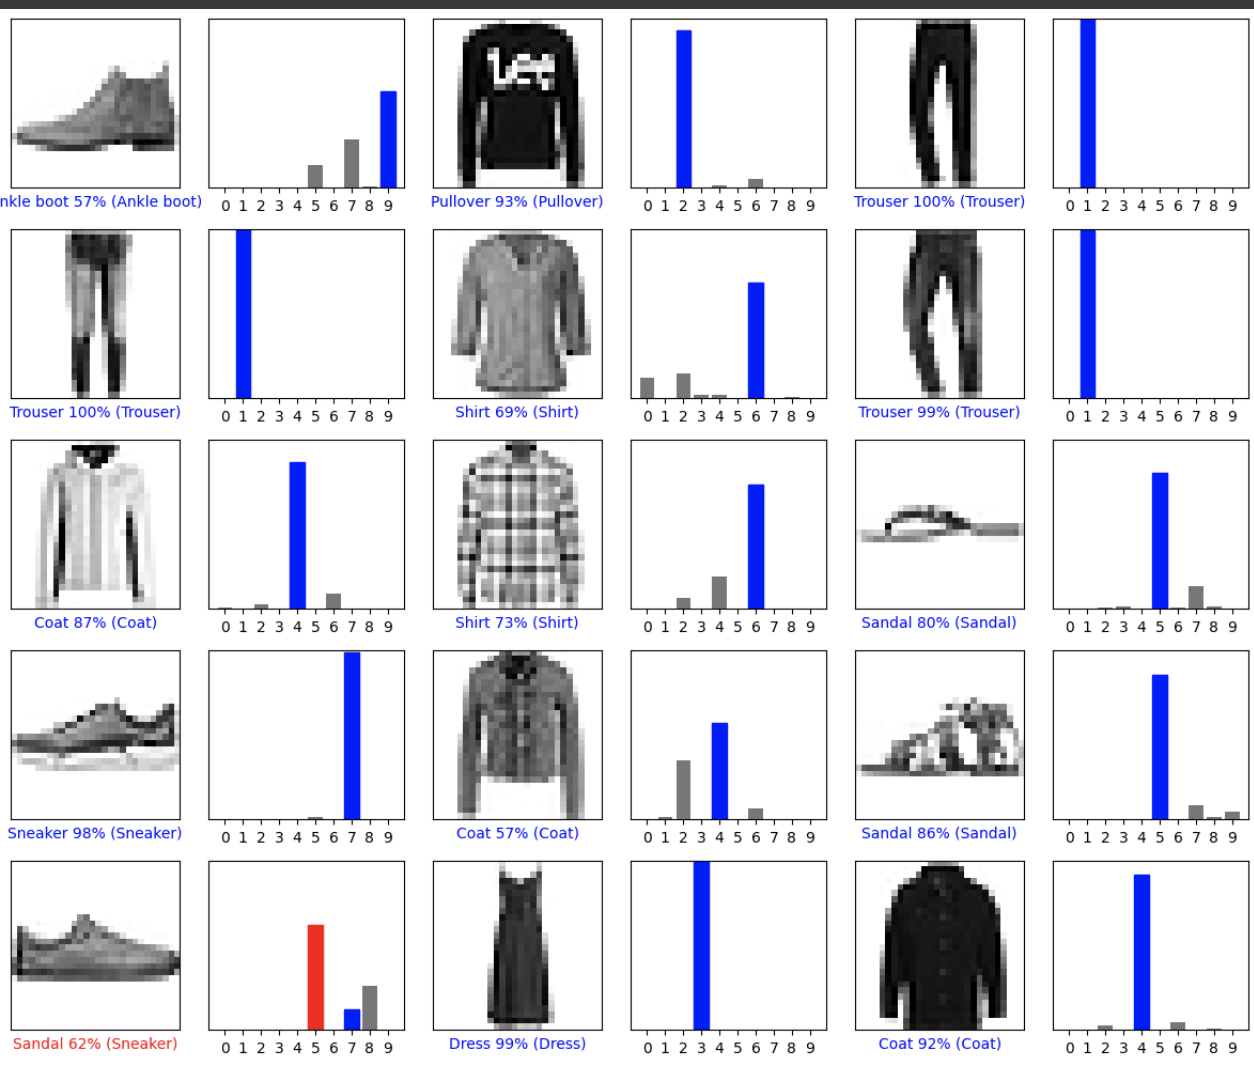 Lee
0 1 2 3 4 5 6 7 8 9 0 1 2 3 4 5 6 7 8 9 0 1 2 3 4 5 6 7 8 9
nkle boot 57% (Ankle boot) Pullover 93% (Pullover) Trouser 100% (Trouser)
0 1 2 3 4 5 6 7 8 9 0 1 2 3 4 5 6 7 8 9 0 1 2 3 4 5 6 7 8 9
Trouser 100% (Trouser) Shirt 69% (Shirt) Trouser 99% (Trouser)
0 1 2 3 4 5 6 7 8 9 0 1 2 3 4 5 6 7 8 9 0 1 2 3 4 5 6 7 8 9
Coat 87% (Coat) Shirt 73% (Shirt) Sandal 80% (Sandal)
0 1 2 3 4 5 6 7 8 9 0 1 2 3 4 5 6 7 8 9 0 1 2 3 4 5 6 7 8 9
Sneaker 98% (Sneaker) Coat 57% (Coat) Sandal 86% (Sandal)
0 1 2 3 4 5 6 7 8 9 0 1 2 3 4 5 6 7 8 9 0 1 2 3 4 5 6 7 8 9
Sandal 62% (Sneaker) Dress 99% (Dress) Coat 92% (Coat)